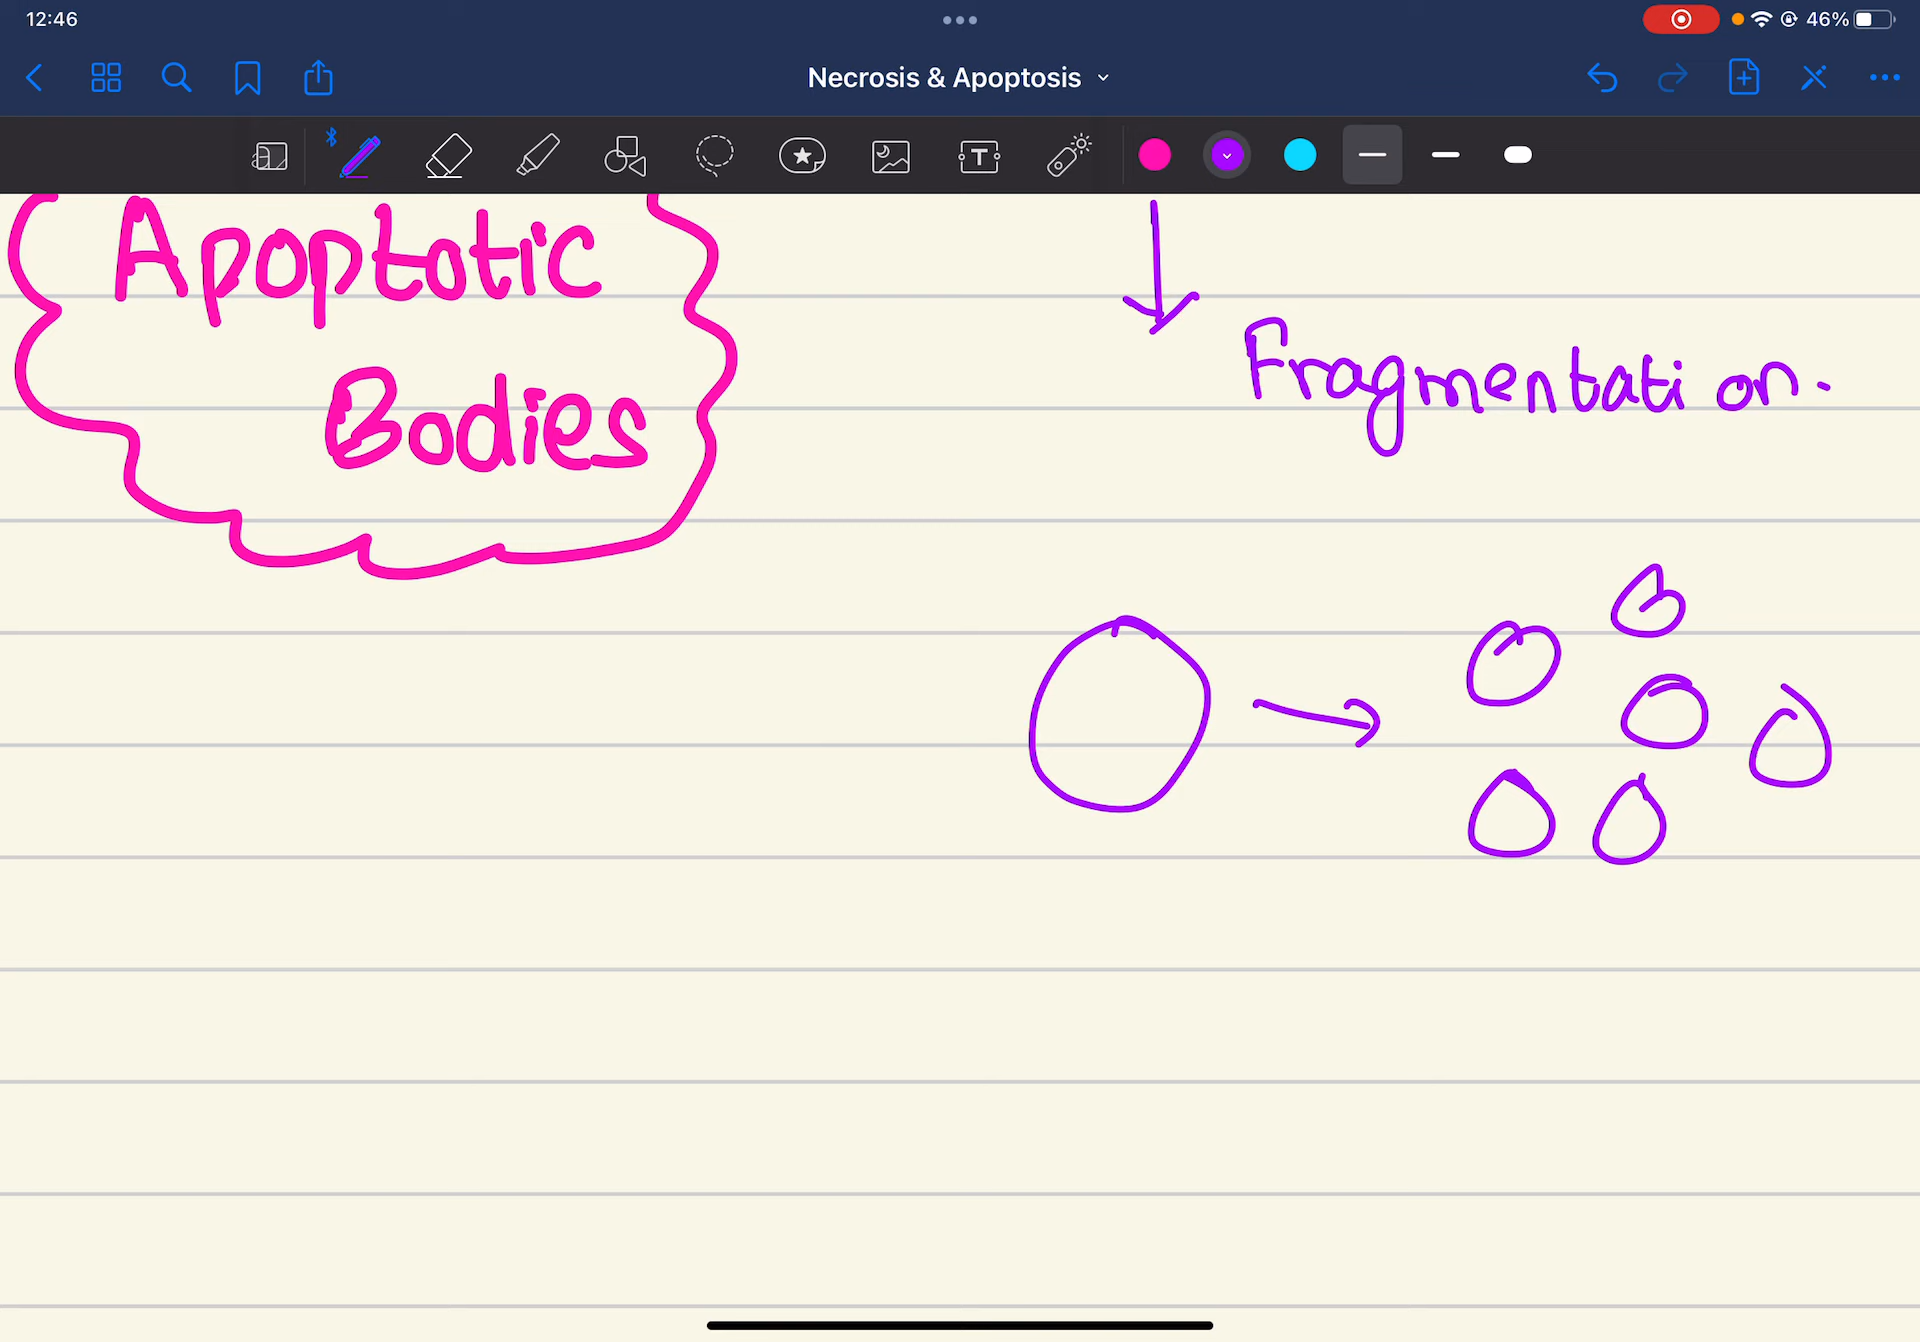 12:46
46%
Necrosis & Apoptosis
T
Apoptotic
Bodies
Fragmentation.